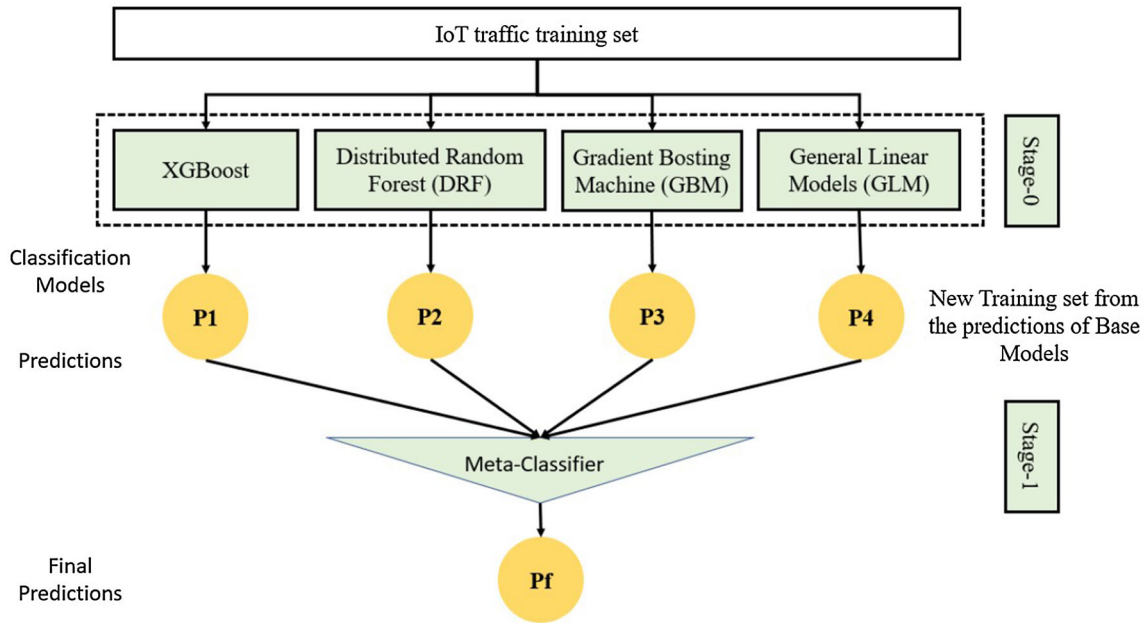 IoT traffic training set
XGBoost
Distributed Random
Forest (DRF)
Gradient Bosting
Machine (GBM)
General Linear
Models (GLM)
Stage-0
Classification
Models
P1
P2
P3
P4
New Training set from
the predictions of Base
Models
Predictions
Meta-Classifier
Stage-1
Final
Predictions
Pf